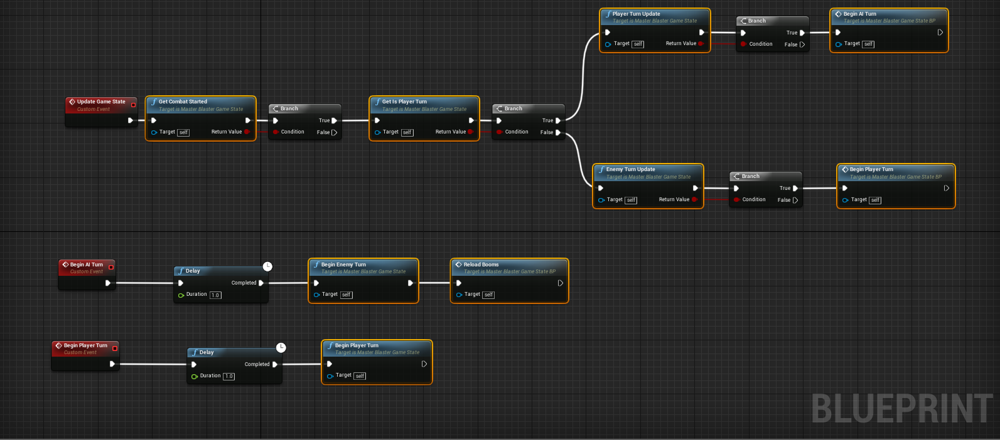 Player Turn Update
Target is Master Blaster Game State
Target self Return Value
Branch
True
Condition False
Begin AI Turn
Target is Master Blaster Game State BP
Target self
Update Game State
Custom Event
Get Combat Started
Target is Master Blaster Game State
Target self Return Value
Branch
True
Condition False
Get Is Player Turn
Target is Master Blaster Game State
Target self Return Value
Branch
True
Condition False
Enemy Turn Update
Target is Master Blaster Game State
Target self Return Value
Branch
True
Condition False
Begin Player Turn
Target is Master Blaster Game State BP
Target self
Begin AI Turn
Custom Event
Delay
Completed
Duration 1.0
Begin Enemy Turn
Target is Master Blaster Game State
Target self
Reload Booms
Target is Master Blaster Game State BP
Target self
Begin Player Turn
Custom Event
Delay
Completed
Duration 1.0
Begin Player Turn
Target is Master Blaster Game State
Target self
BLUEPRINT